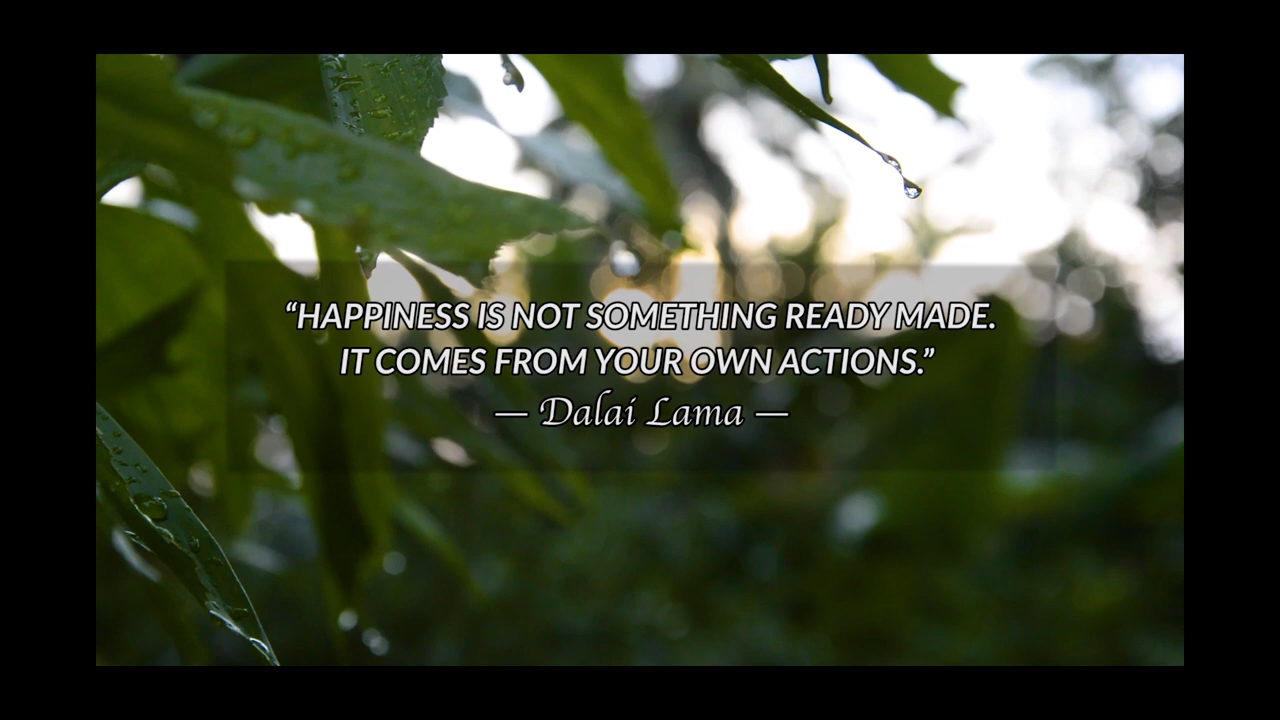 “HAPPINESS IS NOT SOMETHING READY MADE.
IT COMES FROM YOUR OWN ACTIONS.”
— Dalai Lama —